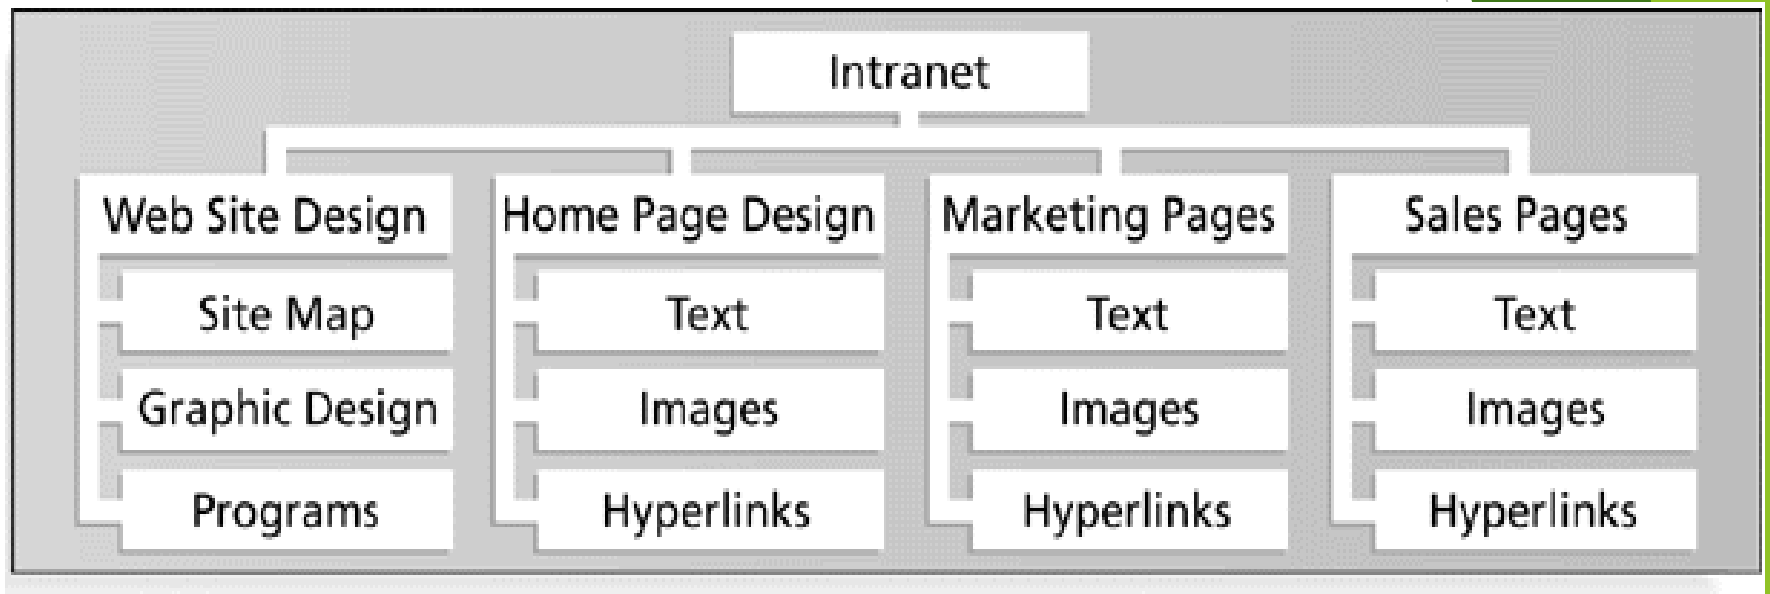 Intranet
Web Site Design
Home Page Design
Marketing Pages
Sales Pages
Site Map
Text
Text
Text
Graphic Design
Images
Images
Images
Programs
Hyperlinks
Hyperlinks
Hyperlinks